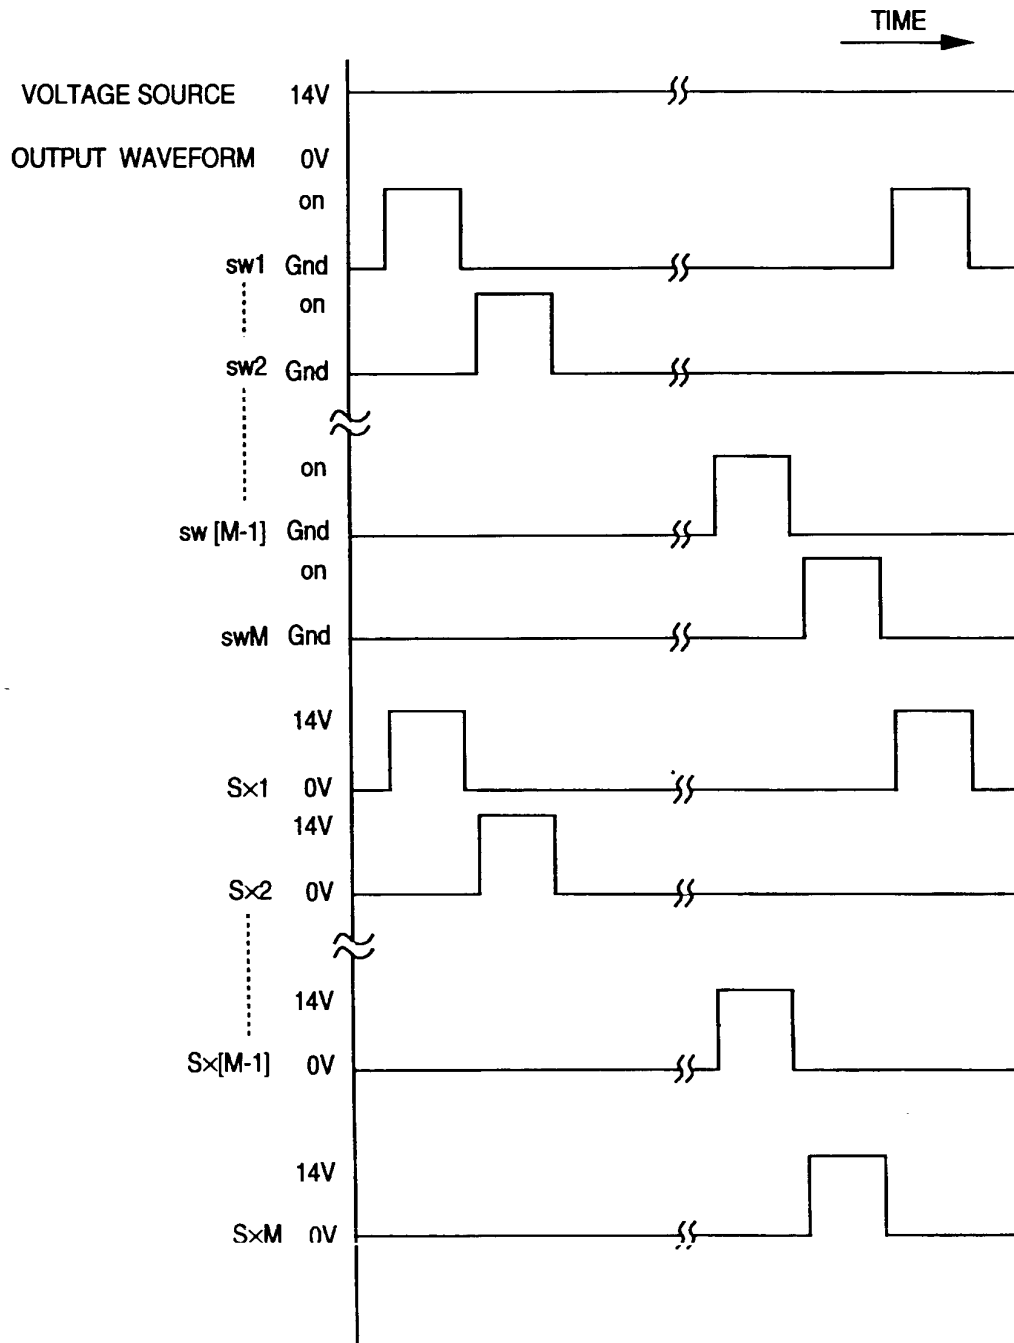 TIME
VOLTAGE SOURCE 14V
OUTPUT WAVEFORM 0V
on
sw1 Gnd
on
sw2 Gnd
on
sw [M-1] Gnd
on
swM Gnd
14V
S×1 0V
14V
S×2 0V
14V
S×[M-1] 0V
14V
S×M 0V